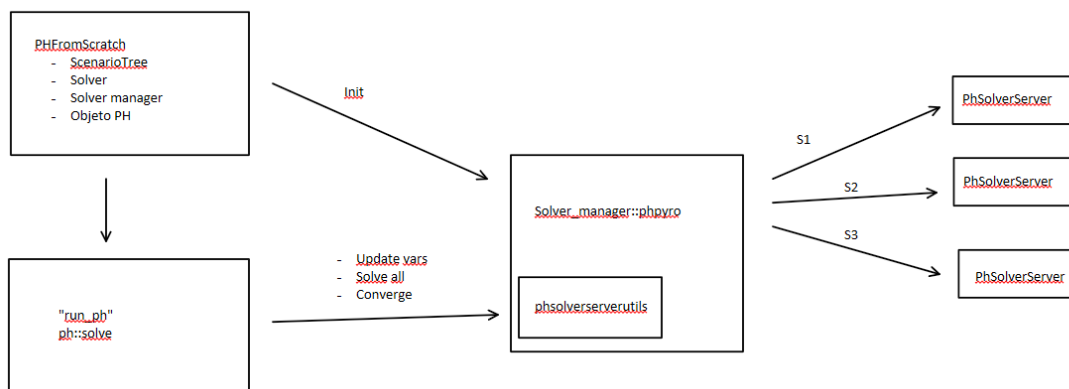 PHFromScratch
- ScenarioTree
- Solver
- Solver manager
- Objeto PH
Init
"run_ph"
ph::solve
- Update vars
- Solve all
- Converge
Solver_manager::phpyro
phsolverserverutils
S1
S2
S3
PhSolverServer
PhSolverServer
PhSolverServer